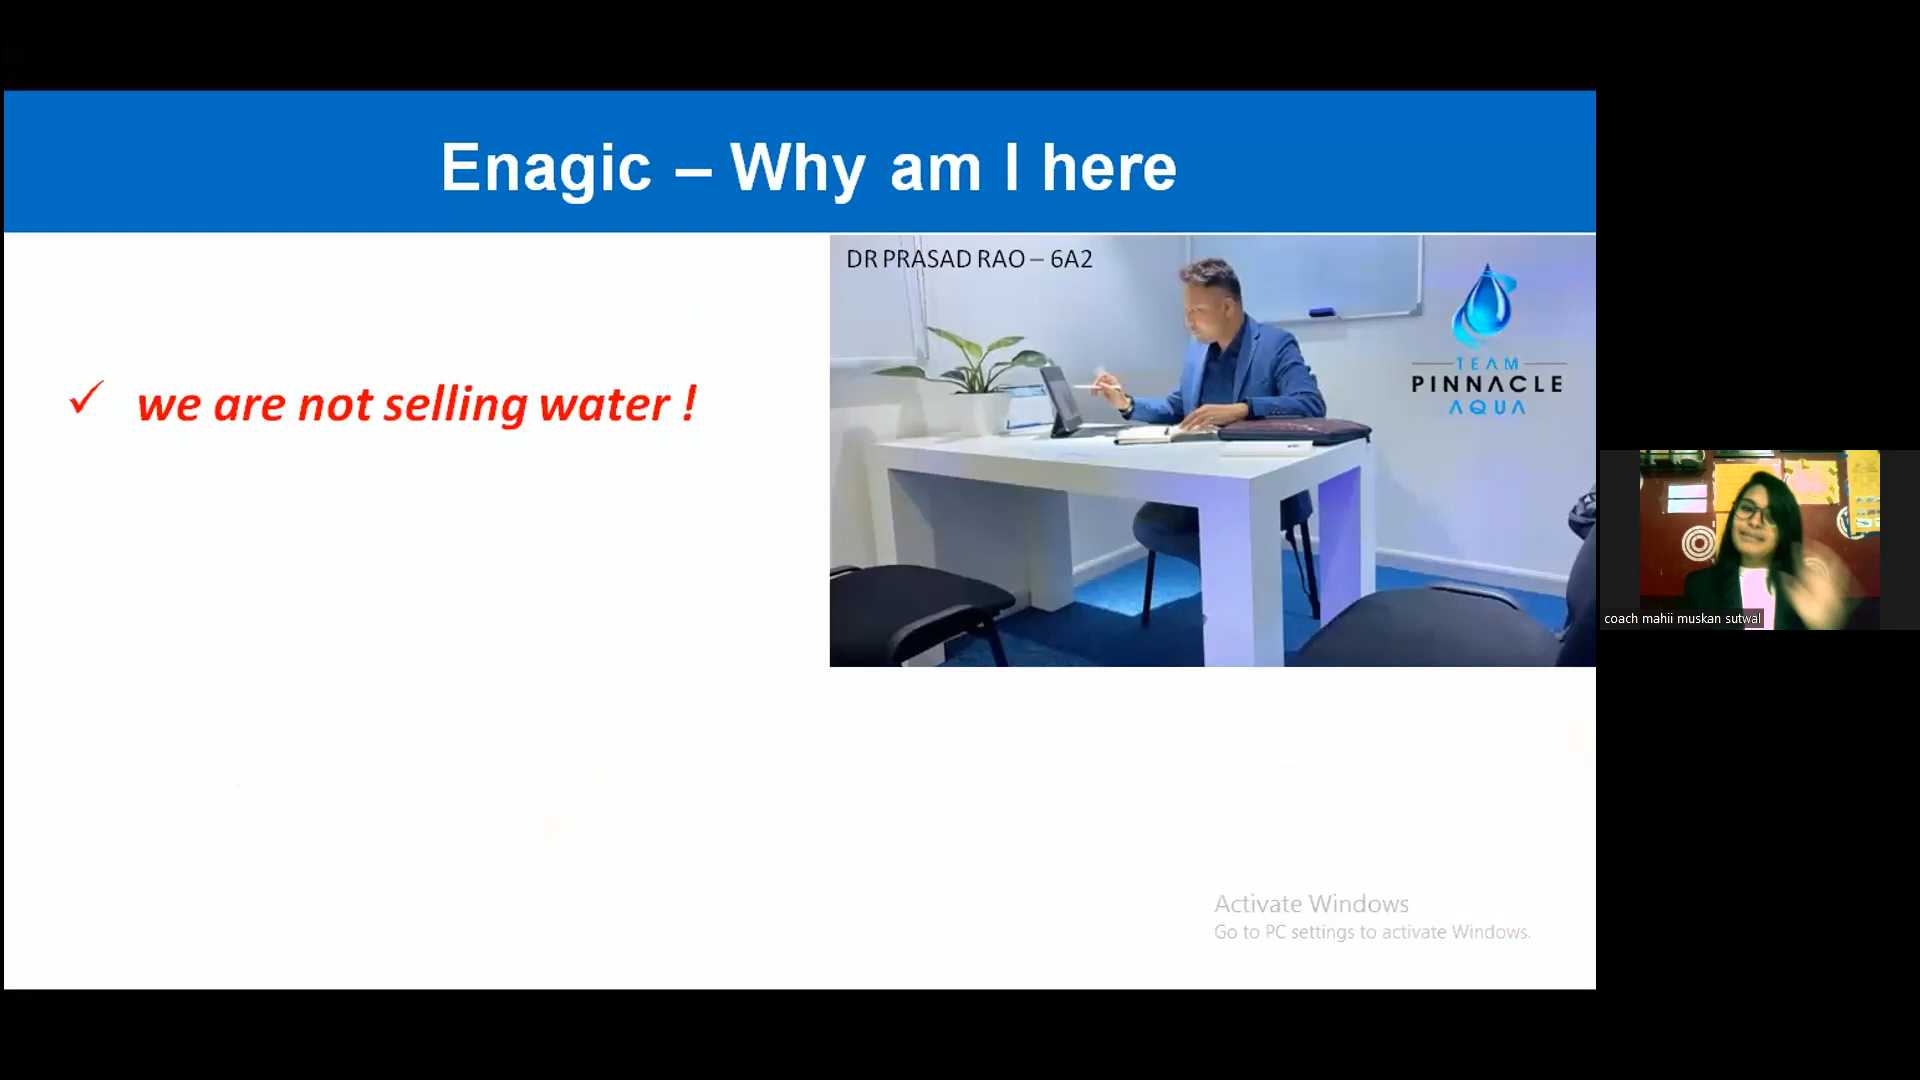 Enagic – Why am I here
DR PRASAD RAO – 6A2
TEAM
PINNACLE
AQUA
✓ we are not selling water !
coach mahii muskan sutwal
Activate Windows
Go to PC settings to activate Windows.